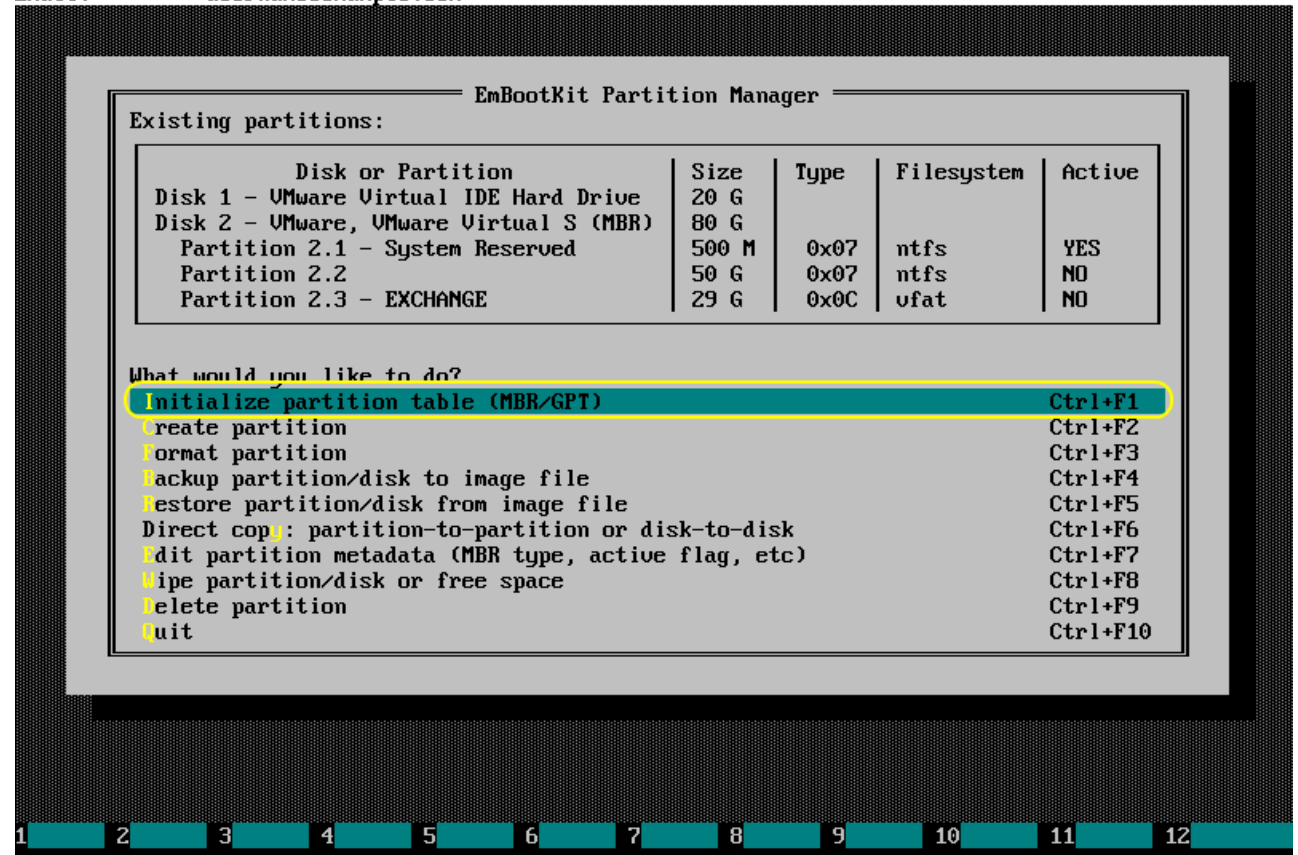 EmBootKit Partition Manager
Existing partitions:
Disk or Partition Size Type Filesystem Active
Disk 1 - VMware Virtual IDE Hard Drive 20 G
Disk 2 - VMware, VMware Virtual S (MBR) 80 G
Partition 2.1 - System Reserved 500 M 0x07 ntfs YES
Partition 2.2 50 G 0x07 ntfs NO
Partition 2.3 - EXCHANGE 29 G 0x0C vfat NO
What would you like to do?
Initialize partition table (MBR/GPT) Ctrl+F1
Create partition Ctrl+F2
Format partition Ctrl+F3
Backup partition/disk to image file Ctrl+F4
Restore partition/disk from image file Ctrl+F5
Direct copy: partition-to-partition or disk-to-disk Ctrl+F6
Edit partition metadata (MBR type, active flag, etc) Ctrl+F7
Wipe partition/disk or free space Ctrl+F8
Delete partition Ctrl+F9
Quit Ctrl+F10
1 2 3 4 5 6 7 8 9 10 11 12